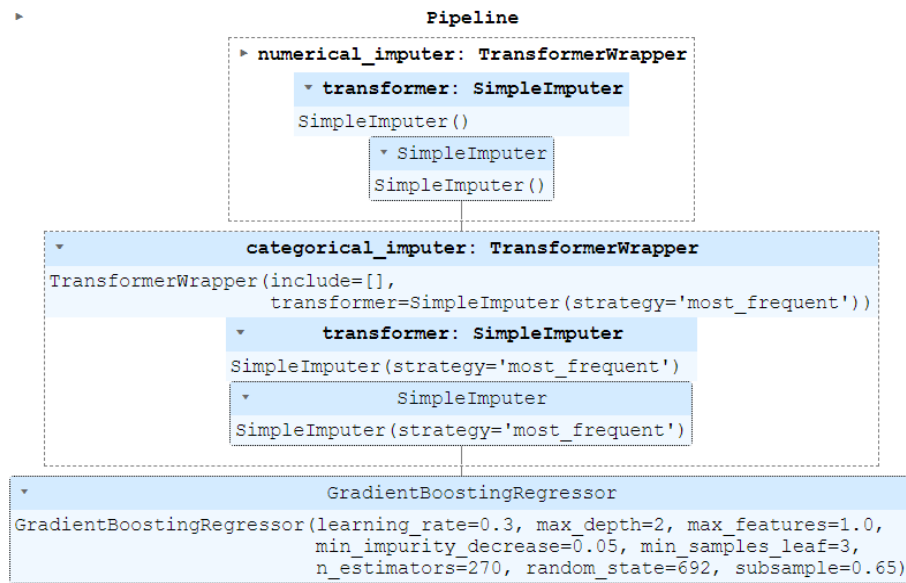 Pipeline
numerical_imputer: TransformerWrapper
transformer: SimpleImputer
SimpleImputer()
SimpleImputer
SimpleImputer()
categorical_imputer: TransformerWrapper
TransformerWrapper(include=[],
transformer=SimpleImputer(strategy='most_frequent'))
transformer: SimpleImputer
SimpleImputer(strategy='most_frequent')
SimpleImputer
SimpleImputer(strategy='most_frequent')
GradientBoostingRegressor
GradientBoostingRegressor(learning_rate=0.3, max_depth=2, max_features=1.0,
min_impurity_decrease=0.05, min_samples_leaf=3,
n_estimators=270, random_state=692, subsample=0.65)